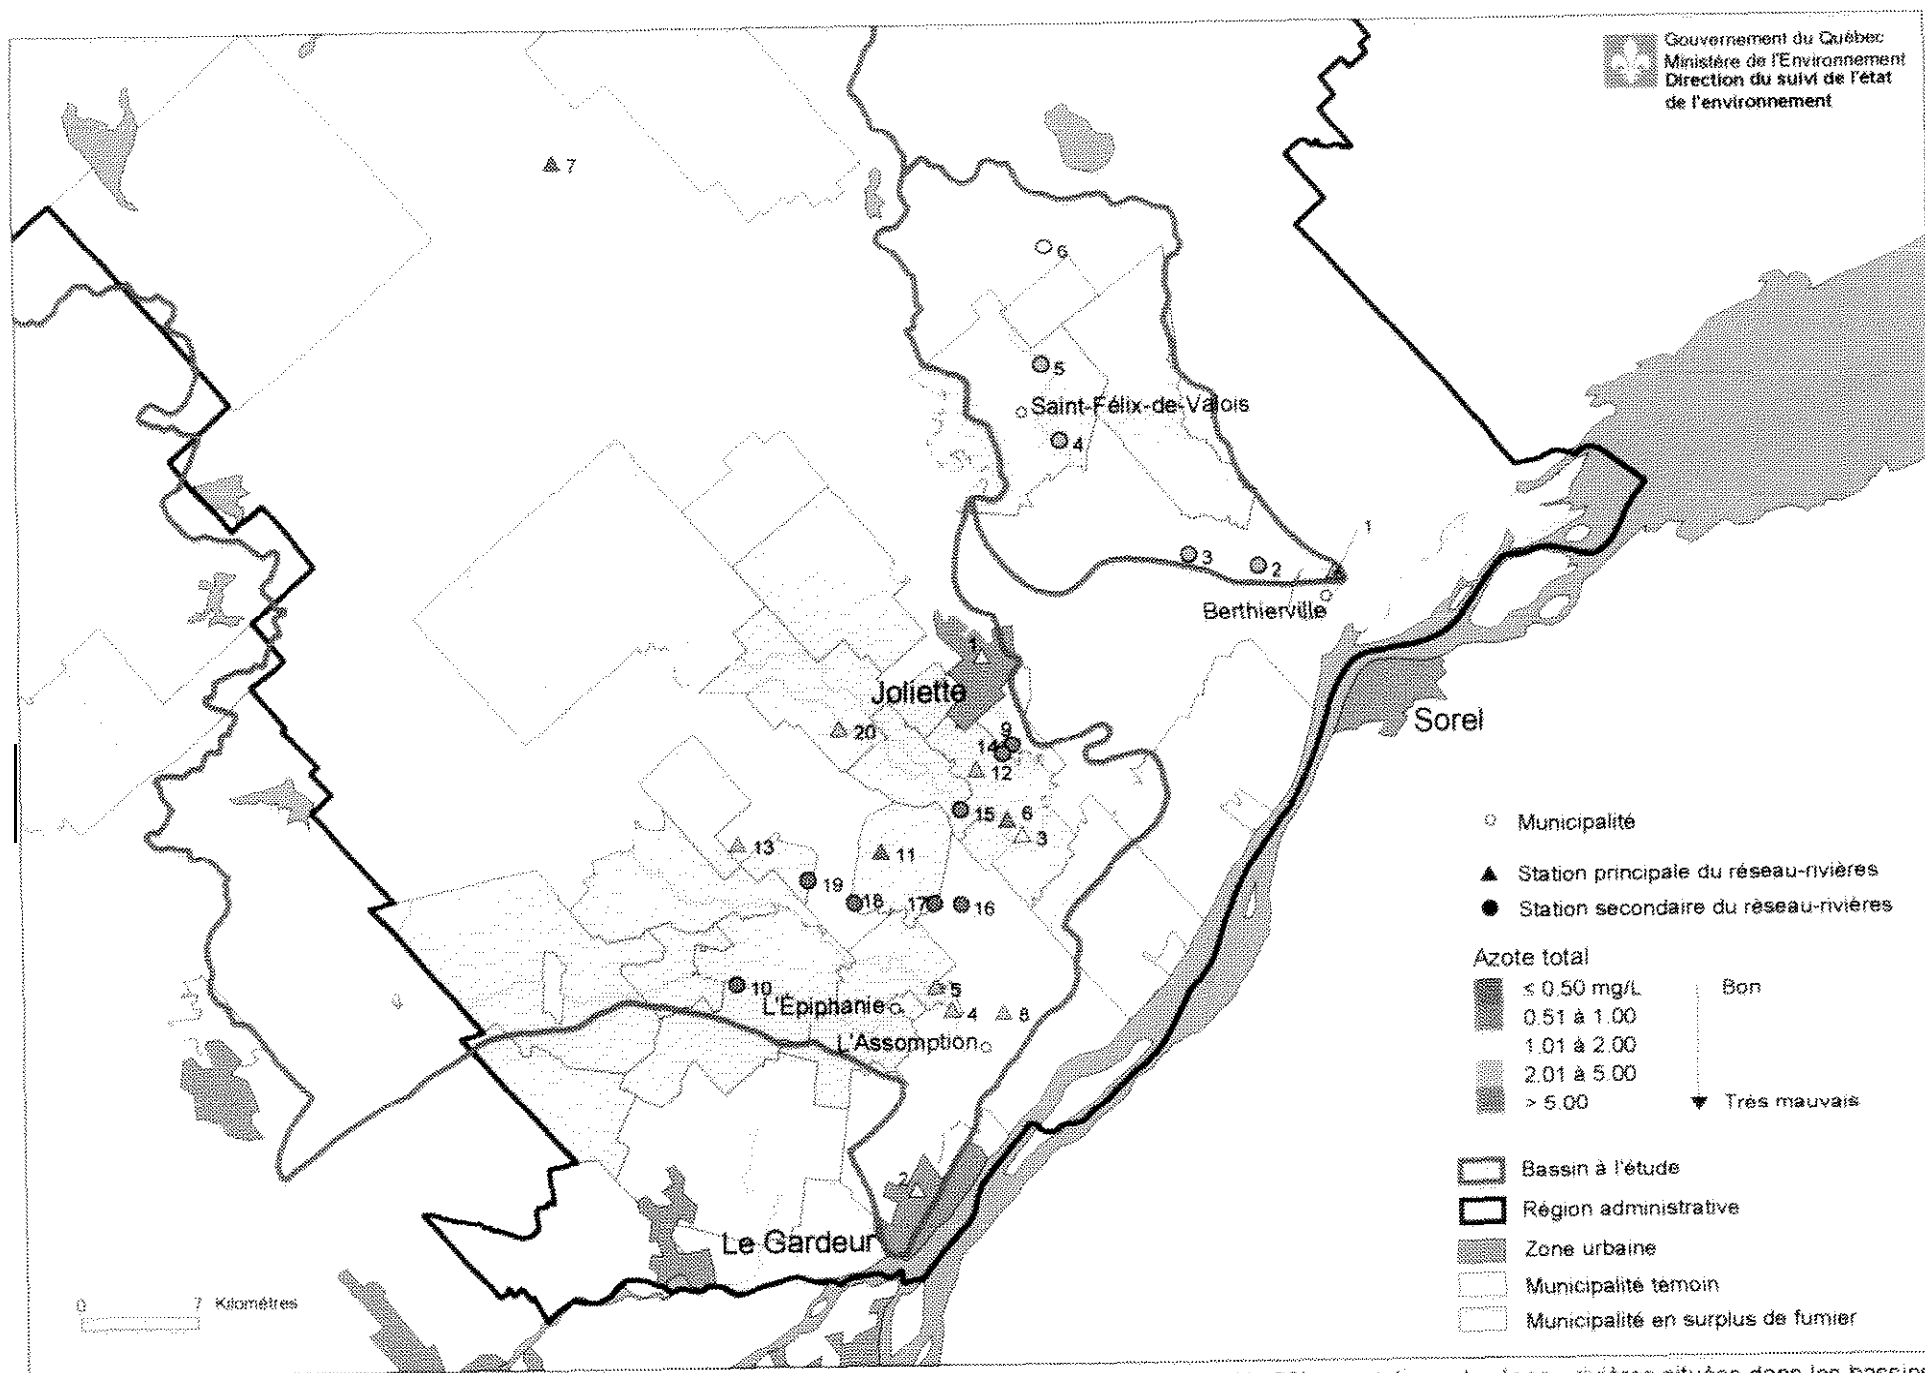 Gouvernement du Québec
Ministère de l'Environnement
Direction du suivi de l'état
de l'environnement
7
6
5
Saint-Félix-de-Valois
4
1
3
2
Berthierville
1
Joliette
Sorel
20
9
14
12
15
6
3
13
11
19
18
17
16
10
5
L'Épiphanie
4
8
L'Assomption
2
Le Gardeur
0 7 Kilomètres
Municipalité
Station principale du réseau-rivières
Station secondaire du réseau-rivières
Azote total
≤ 0.50 mg/L Bon
0.51 à 1.00
1.01 à 2.00
2.01 à 5.00
> 5.00 Très mauvais
Bassin à l'étude
Région administrative
Zone urbaine
Municipalité témoin
Municipalité en surplus de fumier
rivières situées dans les bassins